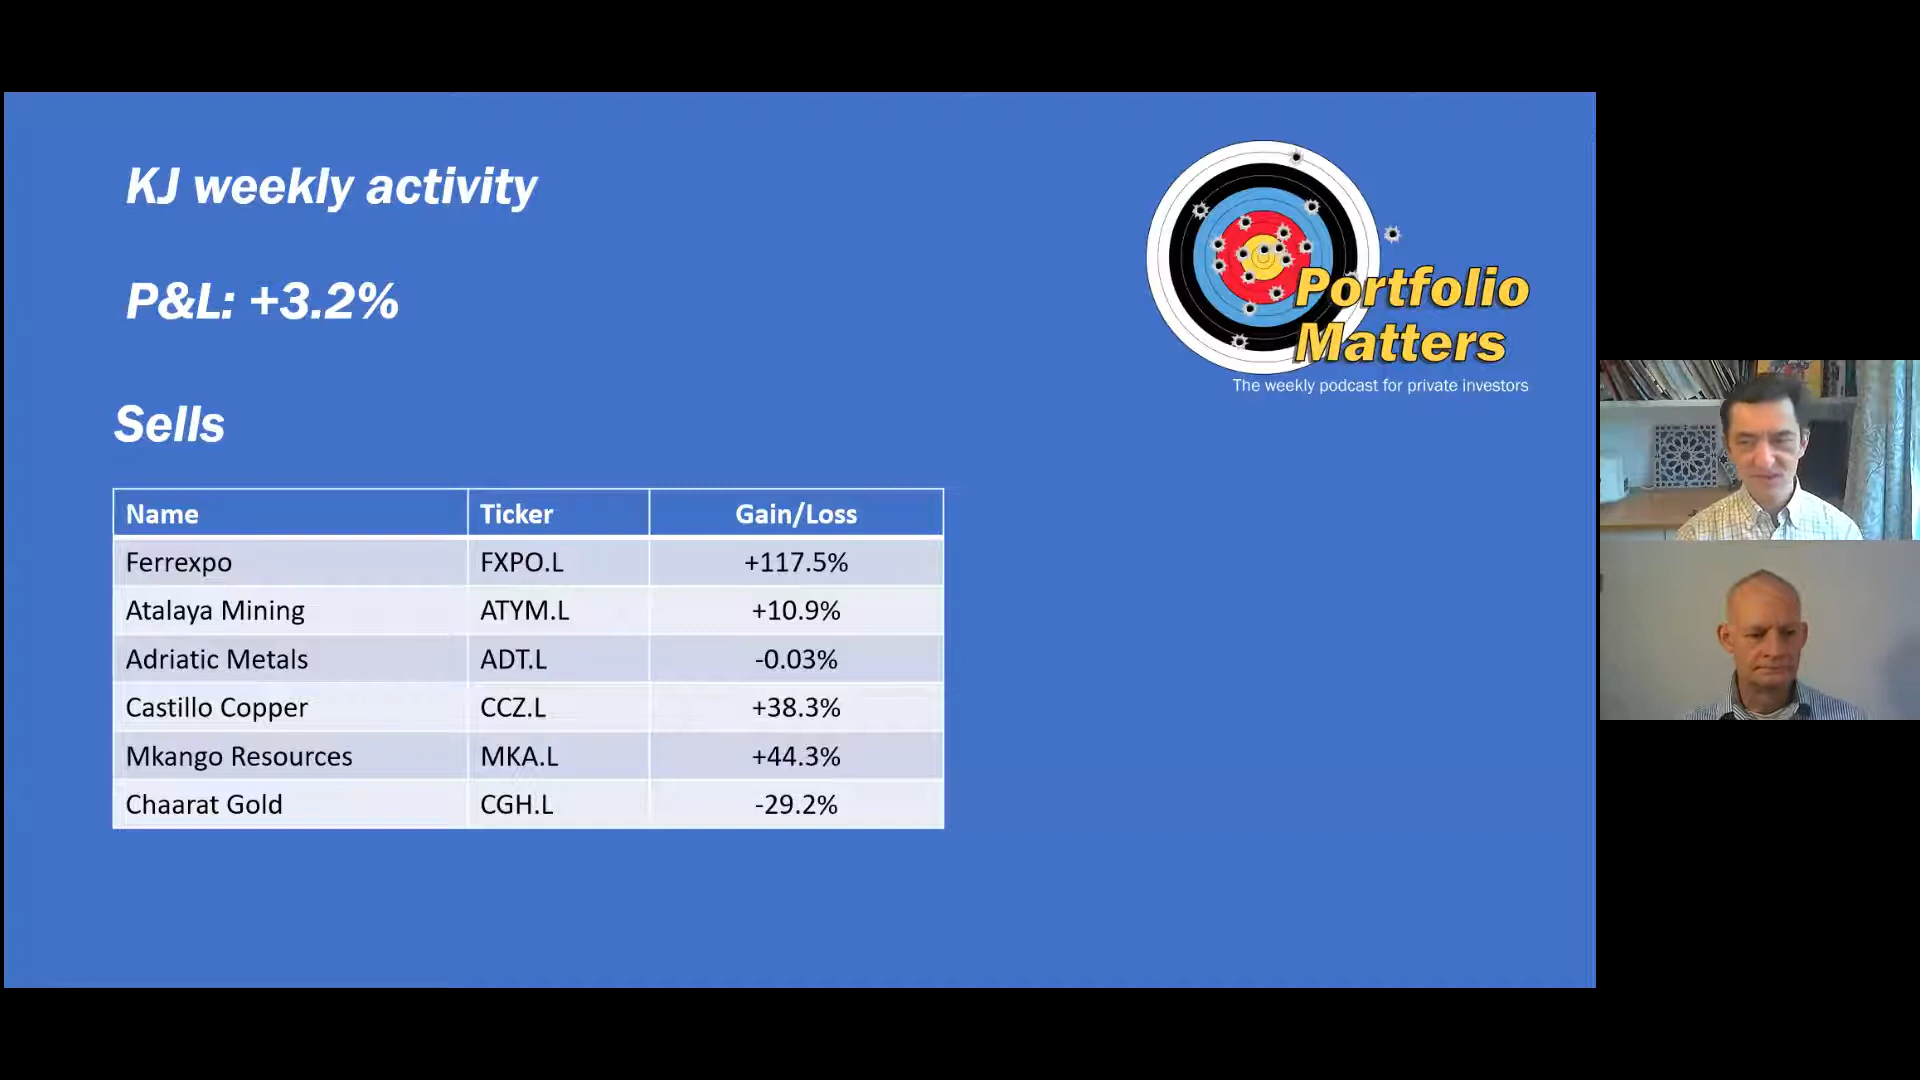 KJ weekly activity
P&L: +3.2%
Portfolio
Matters
The weekly podcast for private investors
Sells
Name Ticker Gain/Loss
Ferrexpo FXPO.L +117.5%
Atalaya Mining ATYM.L +10.9%
Adriatic Metals ADT.L -0.03%
Castillo Copper CCZ.L +38.3%
Mkango Resources MKA.L +44.3%
Chaarat Gold CGH.L -29.2%